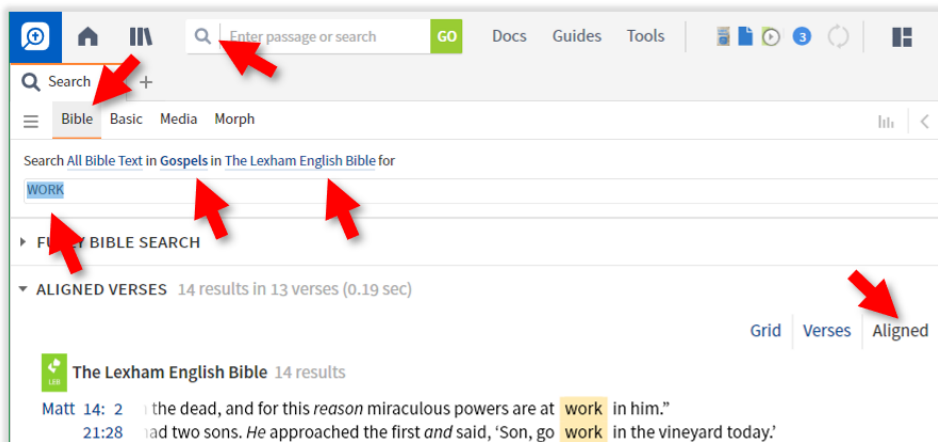 Enter passage or search GO Docs Guides Tools 3
Search +
Bible Basic Media Morph
Search All Bible Text in Gospels in The Lexham English Bible for
WORK
BIBLE SEARCH
ALIGNED VERSES 14 results in 13 verses (0.19 sec)
Grid Verses Aligned
LEB The Lexham English Bible 14 results
Matt 14: 2 the dead, and for this reason miraculous powers are at work in him.”
21:28 two sons. He approached the first and said, ‘Son, go work in the vineyard today.’